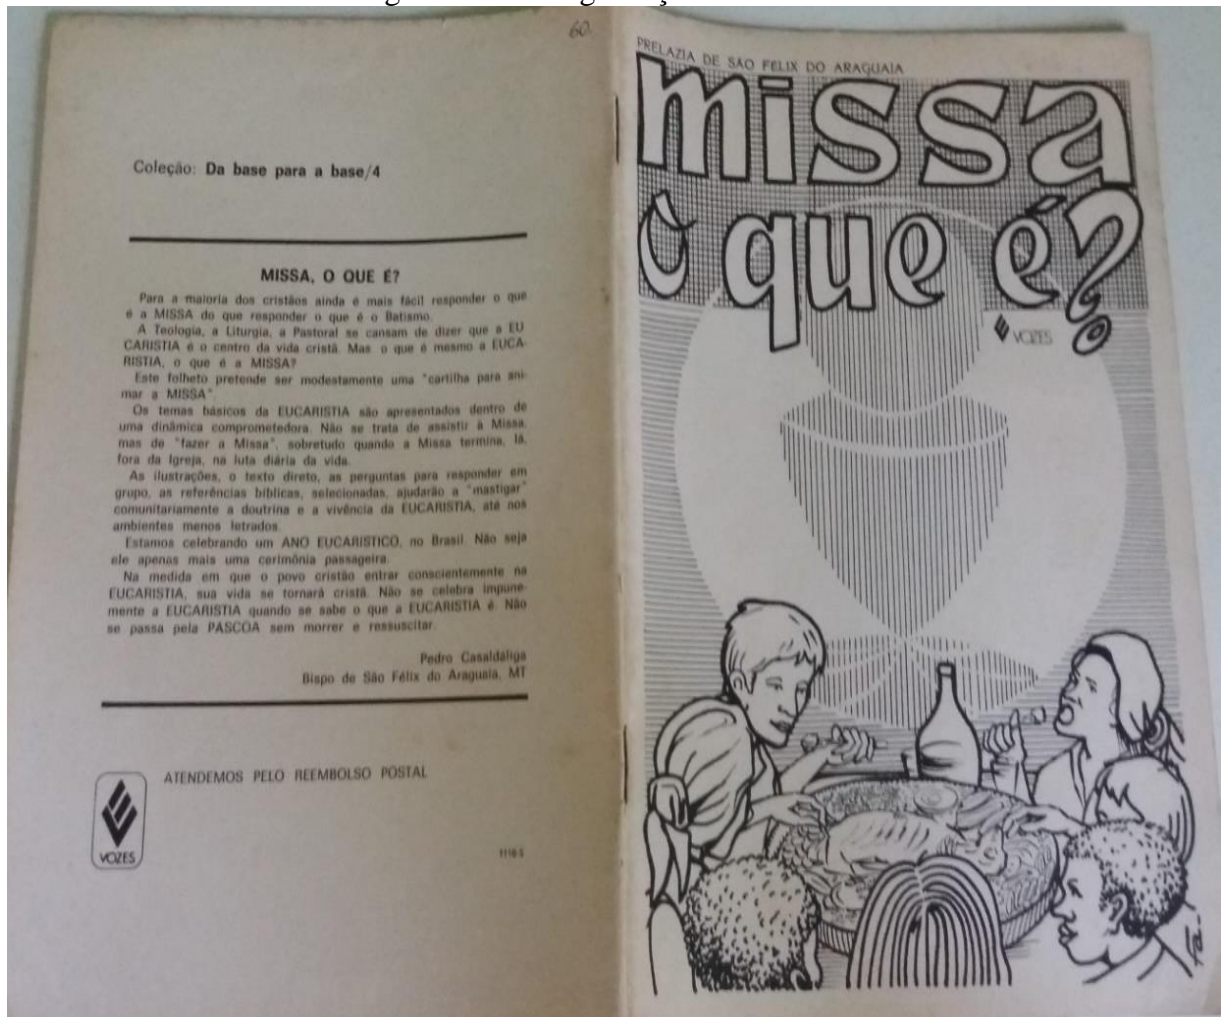 60.
Coleção: Da base para a base/4
MISSA, O QUE É?
Para a maioria dos cristãos ainda é mais fácil responder o que
é a MISSA do que responder o que é o Batismo.
A Teologia, a Liturgia, a Pastoral se cansam de dizer que a EU
CARISTIA é o centro da vida cristã. Mas o que é mesmo a EUCA-
RISTIA, o que é a MISSA?
Este folheto pretende ser modestamente uma "cartilha para ani-
mar a MISSA".
Os temas básicos da EUCARISTIA são apresentados dentro de
uma dinâmica comprometedora. Não se trata de assistir à Missa,
mas de "fazer a Missa", sobretudo quando a Missa termina, lá,
fora da Igreja, na luta diária da vida.
As ilustrações, o texto direto, as perguntas para responder em
grupo, as referências bíblicas, selecionadas, ajudarão a "mastigar"
comunitariamente a doutrina e a vivência da EUCARISTIA, até nos
ambientes menos letrados.
Estamos celebrando um ANO EUCARÍSTICO, no Brasil. Não seja
ele apenas mais uma cerimônia passageira.
Na medida em que o povo cristão entrar conscientemente na
EUCARISTIA, sua vida se tornará cristã. Não se celebra impune-
mente a EUCARISTIA quando se sabe o que a EUCARISTIA é. Não
se passa pela PÁSCOA sem morrer e ressuscitar.
Pedro Casaldáliga
Bispo de São Félix do Araguaia, MT
ATENDEMOS PELO REEMBOLSO POSTAL
VOZES
PRELAZIA DE SÃO FÉLIX DO ARAGUAIA
missa
o que é?
VOZES